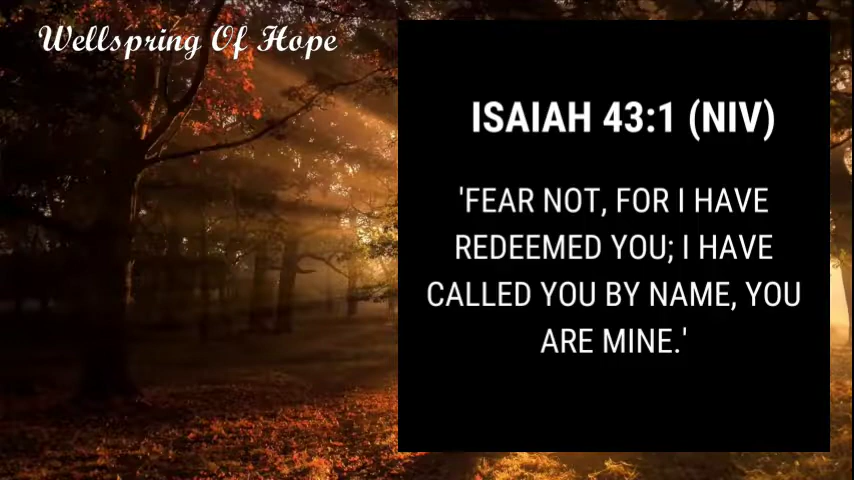 Wellspring Of Hope
ISAIAH 43:1 (NIV)
'FEAR NOT, FOR I HAVE
REDEEMED YOU; I HAVE
CALLED YOU BY NAME, YOU
ARE MINE.'